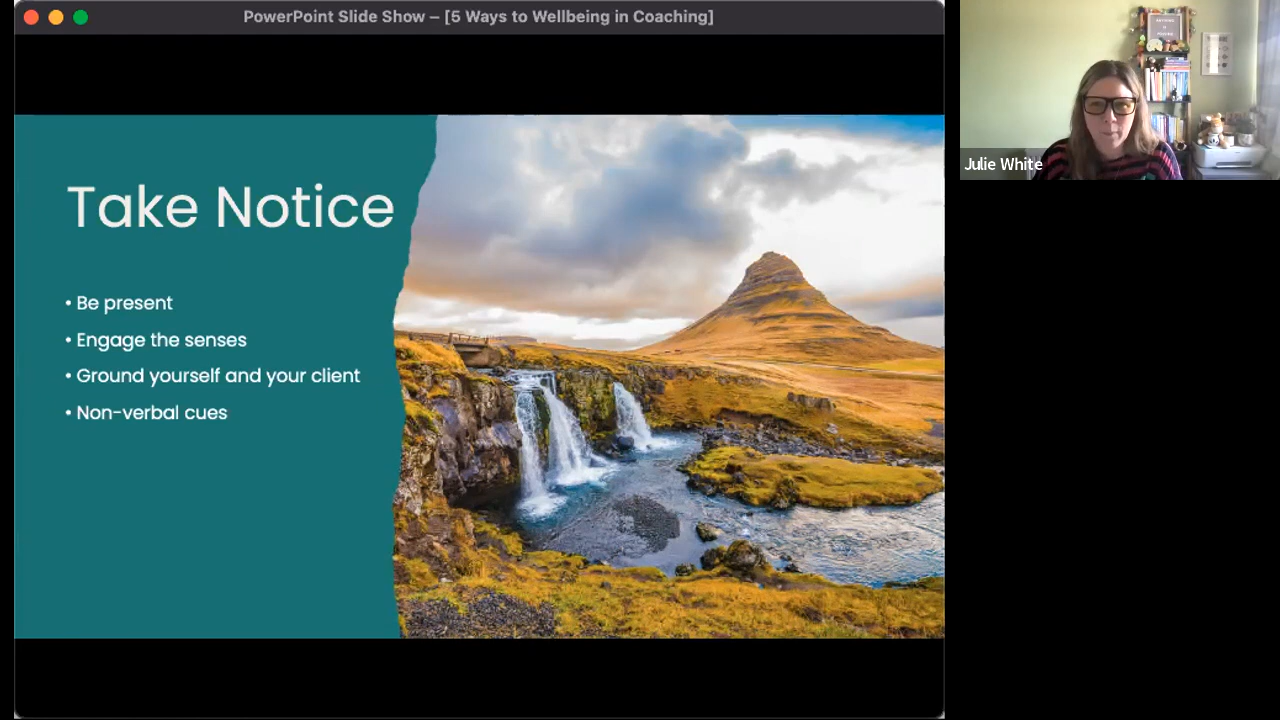 PowerPoint Slide Show – [5 Ways to Wellbeing in Coaching]
Take Notice
• Be present
• Engage the senses
• Ground yourself and your client
• Non-verbal cues
Julie White